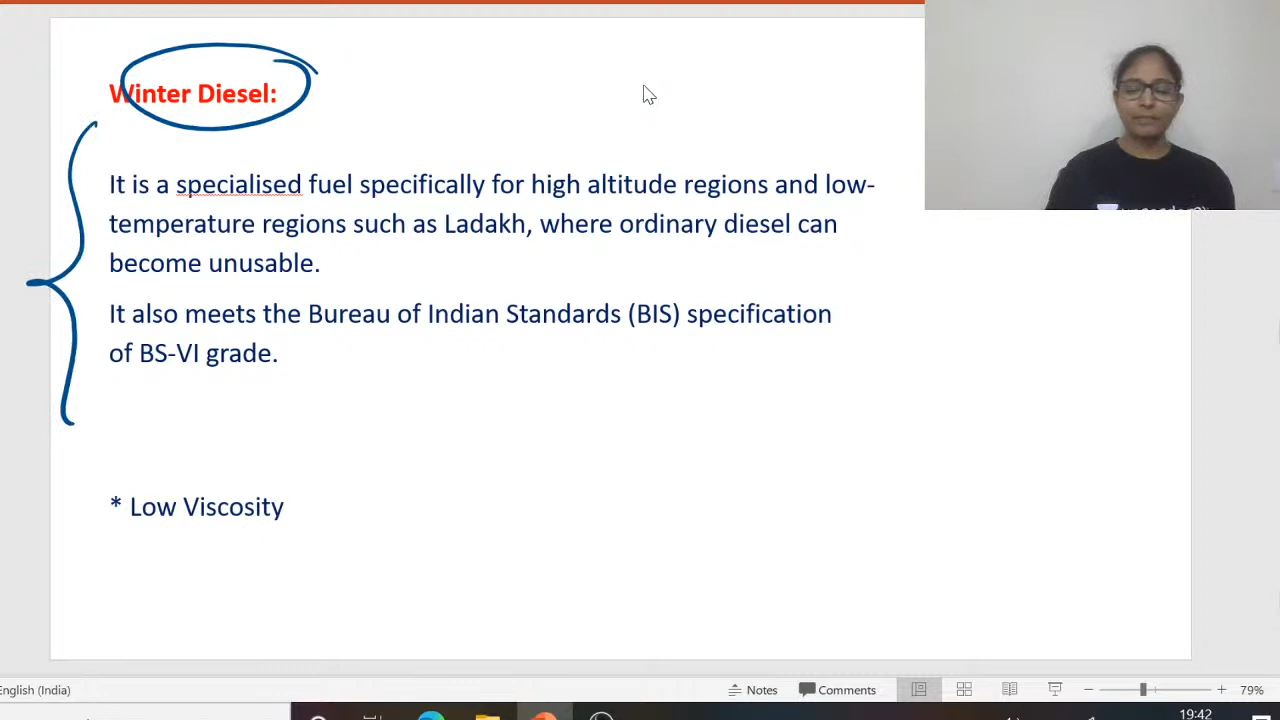 Winter Diesel:
It is a specialised fuel specifically for high altitude regions and low-
temperature regions such as Ladakh, where ordinary diesel can
become unusable.
It also meets the Bureau of Indian Standards (BIS) specification
of BS-VI grade.
* Low Viscosity
English (India)
Notes
Comments
79%
19:42